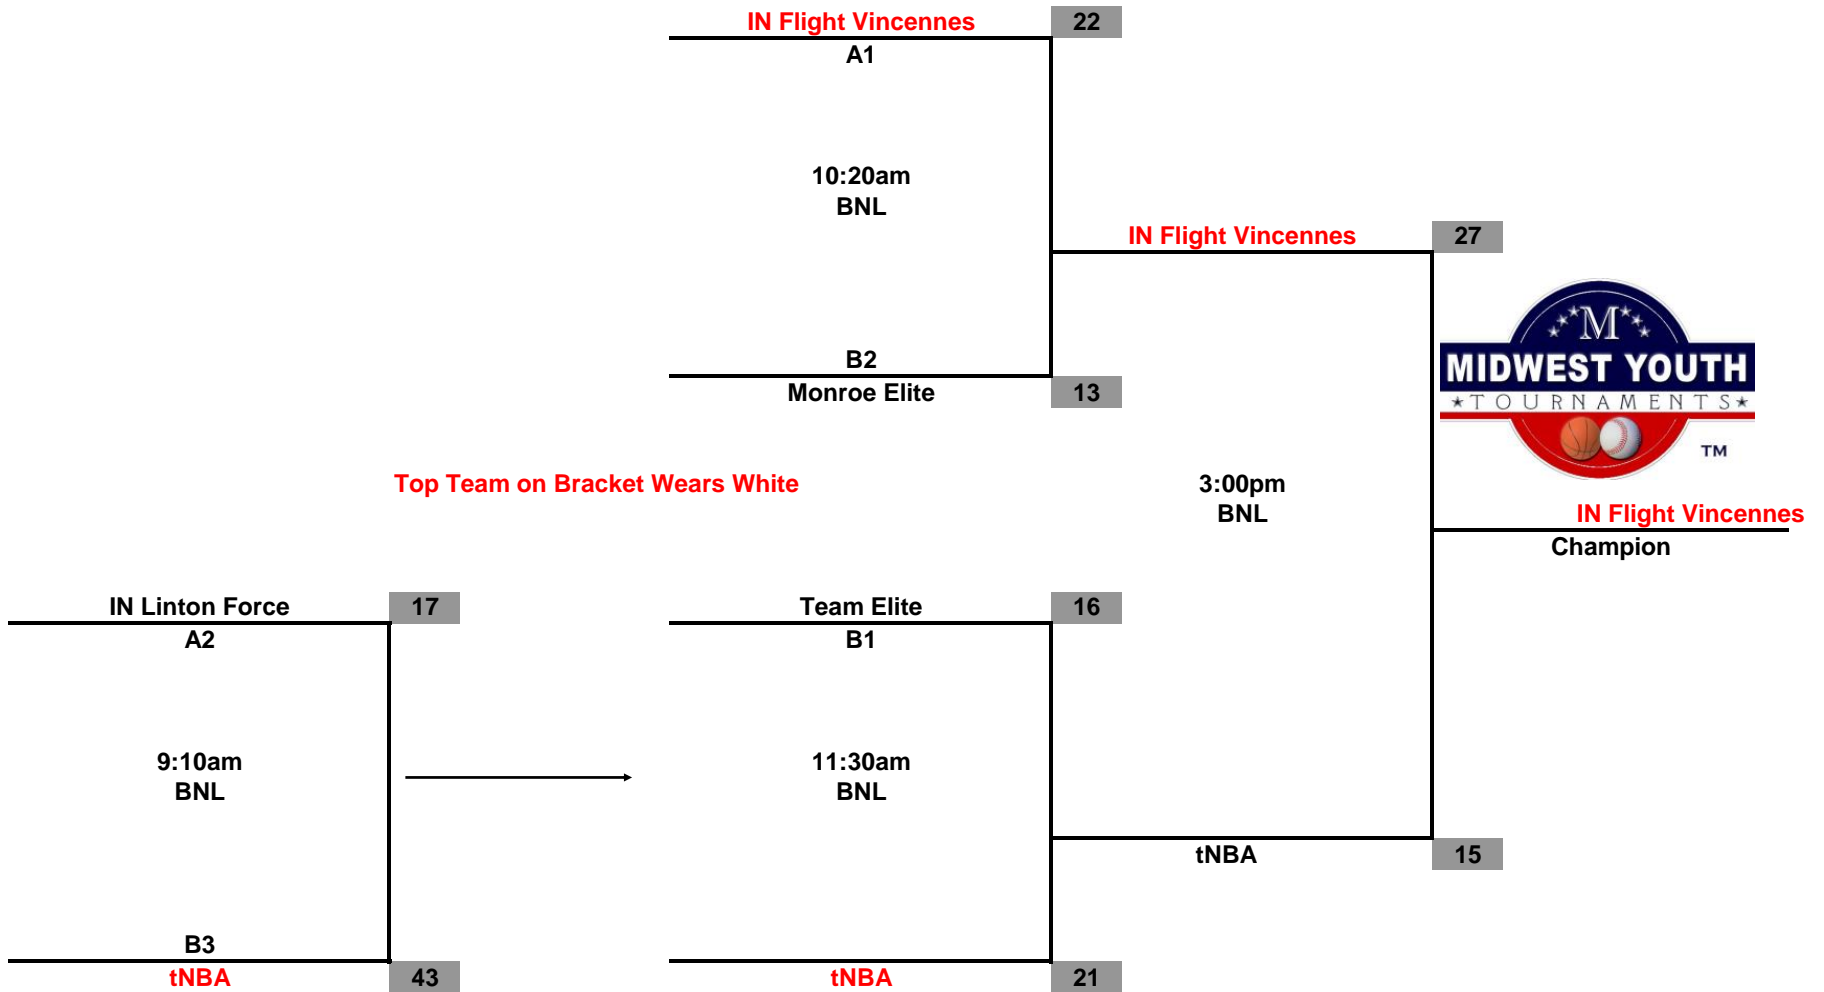 IN Flight Vincennes 22
A1
10:20am
BNL
IN Flight Vincennes 27
B2
Monroe Elite 13
M
MIDWEST YOUTH
★TOURNAMENTS★
TM
Top Team on Bracket Wears White
3:00pm
BNL
IN Flight Vincennes
Champion
IN Linton Force 17
A2
Team Elite 16
B1
9:10am
BNL
11:30am
BNL
tNBA 15
B3
tNBA 43
tNBA 21